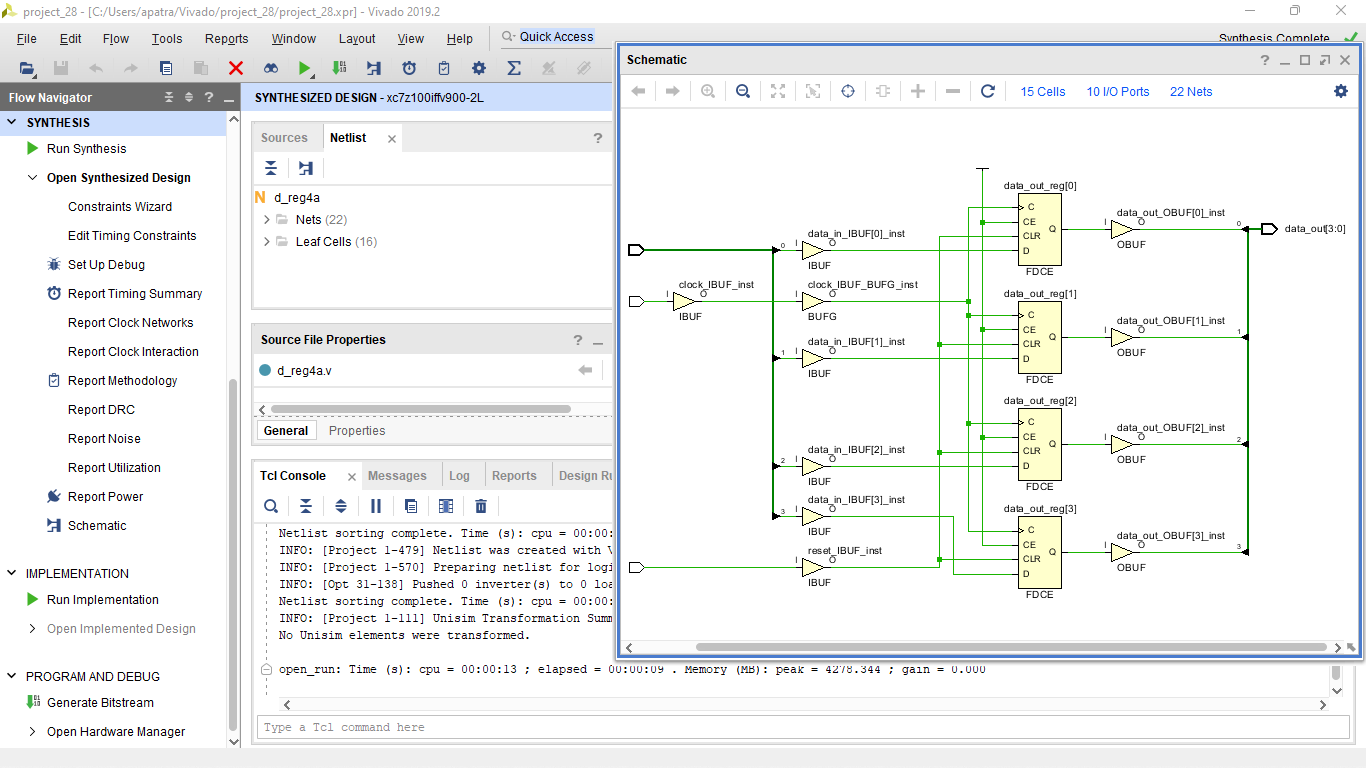 project_28 - [C:/Users/apatra/Vivado/project_28/project_28.xpr] - Vivado 2019.2
File Edit Flow Tools Reports Window Layout View Help Quick Access
Synthesis Complete
Flow Navigator
SYNTHESIS
Run Synthesis
Open Synthesized Design
Constraints Wizard
Edit Timing Constraints
Set Up Debug
Report Timing Summary
Report Clock Networks
Report Clock Interaction
Report Methodology
Report DRC
Report Noise
Report Utilization
Report Power
Schematic
IMPLEMENTATION
Run Implementation
Open Implemented Design
PROGRAM AND DEBUG
Generate Bitstream
Open Hardware Manager
SYNTHESIZED DESIGN - xc7z100iffv900-2L
Sources Netlist
N d_reg4a
Nets (22)
Leaf Cells (16)
Source File Properties
d_reg4a.v
General Properties
Tcl Console Messages Log Reports Design Ru
Netlist sorting complete. Time (s): cpu = 00:00:
INFO: [Project 1-479] Netlist was created with V
INFO: [Project 1-570] Preparing netlist for logi
INFO: [Opt 31-138] Pushed 0 inverter(s) to 0 loa
Netlist sorting complete. Time (s): cpu = 00:00:
INFO: [Project 1-111] Unisim Transformation Summ
No Unisim elements were transformed.
open_run: Time (s): cpu = 00:00:13 ; elapsed = 00:00:09 . Memory (MB): peak = 4278.344 ; gain = 0.000
Type a Tcl command here
Schematic
15 Cells 10 I/O Ports 22 Nets
data_in_IBUF[0]_inst
0 I O
IBUF
clock_IBUF_inst
I O
IBUF
clock_IBUF_BUFG_inst
I O
BUFG
data_in_IBUF[1]_inst
1 I O
IBUF
data_in_IBUF[2]_inst
2 I O
IBUF
data_in_IBUF[3]_inst
3 I O
IBUF
reset_IBUF_inst
I O
IBUF
data_out_reg[0]
C
CE
CLR
D
Q
FDCE
data_out_reg[1]
C
CE
CLR
D
Q
FDCE
data_out_reg[2]
C
CE
CLR
D
Q
FDCE
data_out_reg[3]
C
CE
CLR
D
Q
FDCE
data_out_OBUF[0]_inst
I O 0
OBUF
data_out[3:0]
data_out_OBUF[1]_inst
I O 1
OBUF
data_out_OBUF[2]_inst
I O 2
OBUF
data_out_OBUF[3]_inst
I O 3
OBUF